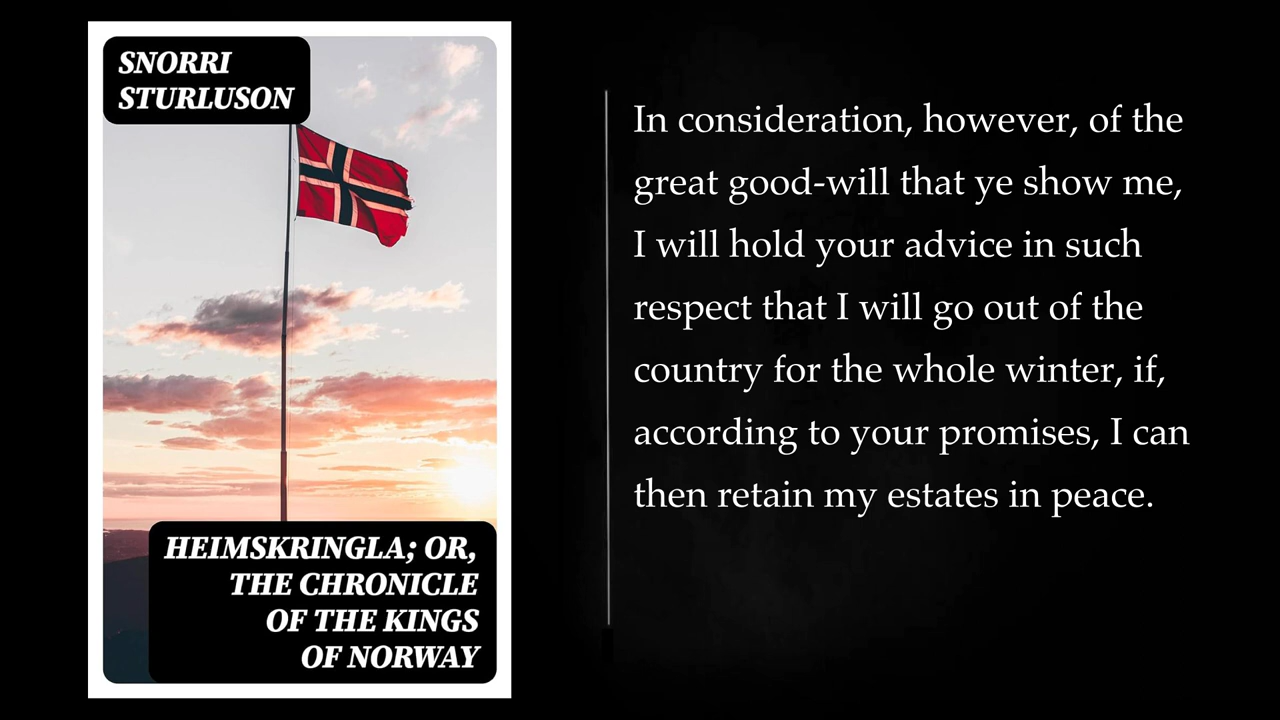 SNORRI
STURLUSON
HEIMSKRINGLA; OR,
THE CHRONICLE
OF THE KINGS
OF NORWAY
In consideration, however, of the
great good-will that ye show me,
I will hold your advice in such
respect that I will go out of the
country for the whole winter, if,
according to your promises, I can
then retain my estates in peace.